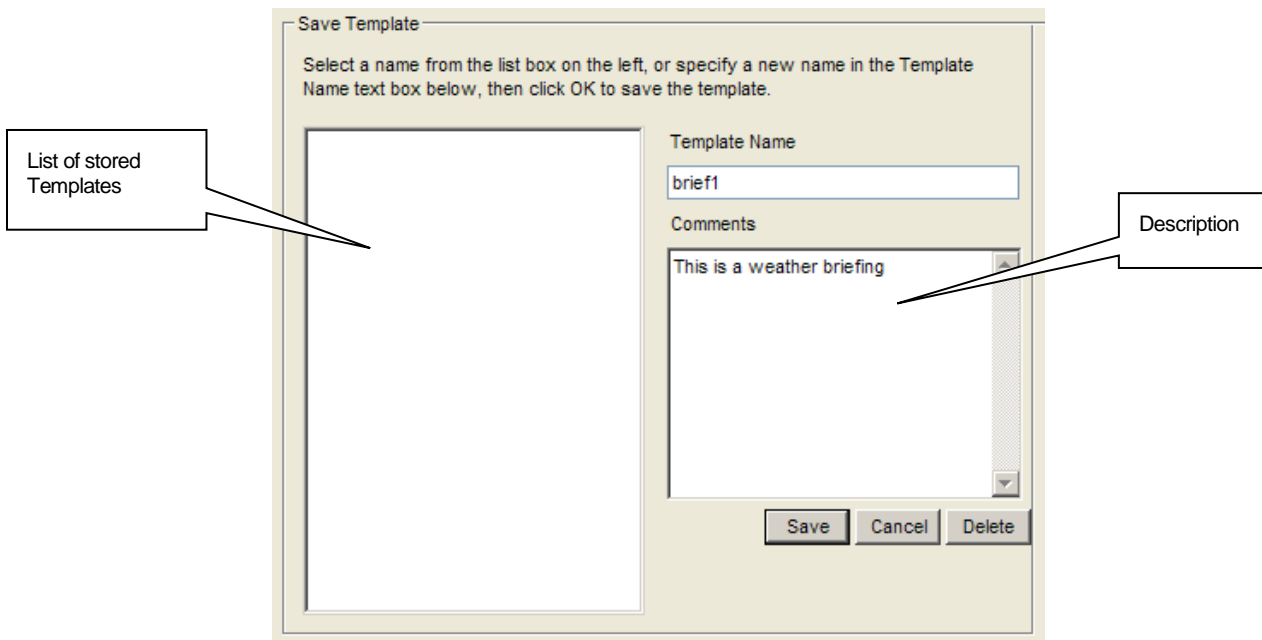 Save Template
Select a name from the list box on the left, or specify a new name in the Template
Name text box below, then click OK to save the template.
List of stored
Templates
Template Name
brief1
Comments
Description
This is a weather briefing
Save
Cancel
Delete